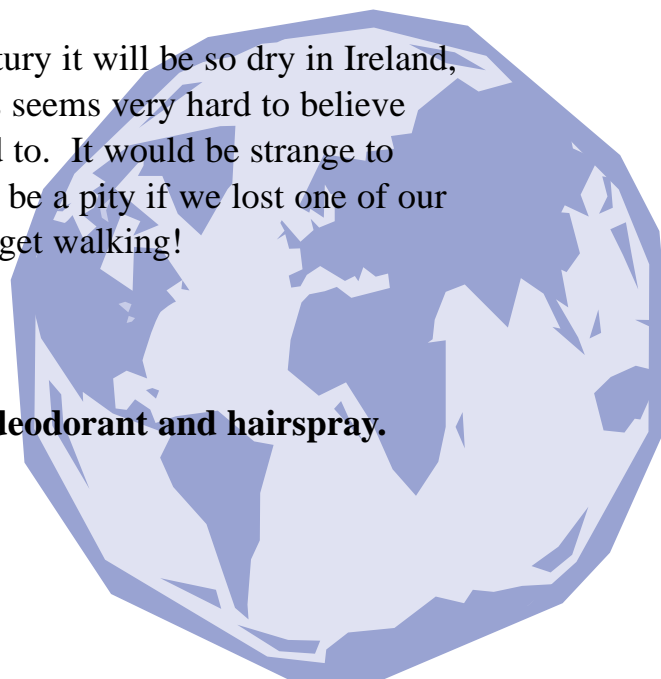 tury it will be so dry in Ireland,
s seems very hard to believe
d to. It would be strange to
be a pity if we lost one of our
get walking!
deodorant and hairspray.